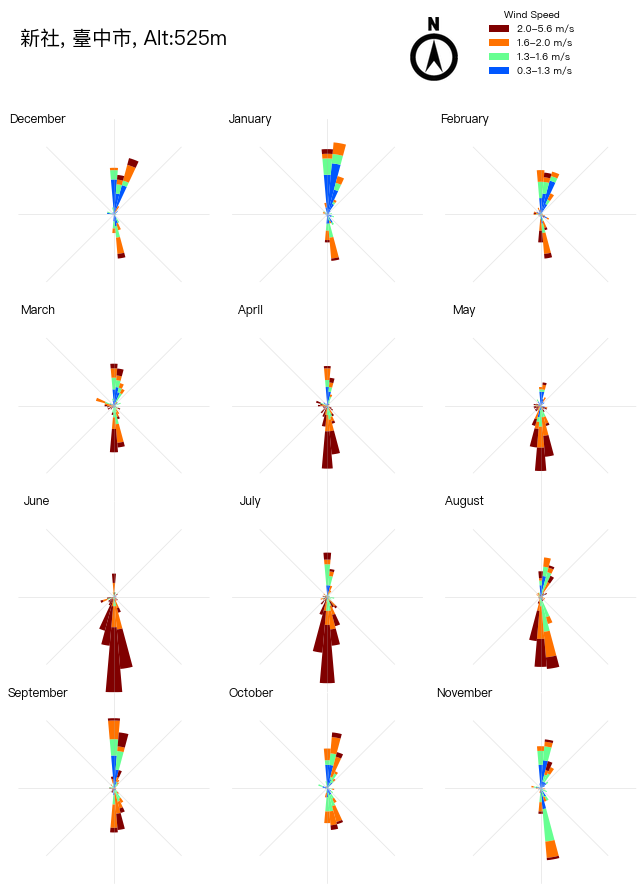 新社, 臺中市, Alt:525m
N
Wind Speed
2.0–5.6 m/s
1.6–2.0 m/s
1.3–1.6 m/s
0.3–1.3 m/s
December
January
February
March
April
May
June
July
August
September
October
November